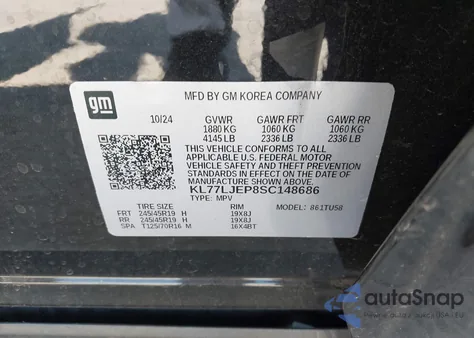 gm
MFD BY GM KOREA COMPANY
10/24 GVWR GAWR FRT GAWR RR
1880 KG 1060 KG 1060 KG
4145 LB 2336 LB 2336 LB
THIS VEHICLE CONFORMS TO ALL
APPLICABLE U.S. FEDERAL MOTOR
VEHICLE SAFETY AND THEFT PREVENTION
STANDARDS IN EFFECT ON THE DATE OF
MANUFACTURE SHOWN ABOVE.
KL77LJEP8SC148686
TYPE: MPV MODEL: 861TUS8
TIRE SIZE RIM
FRT 245/45R19 H 19X8J
RR 245/45R19 H 19X8J
SPA T125/70R16 M 16X4BT
autoSnap